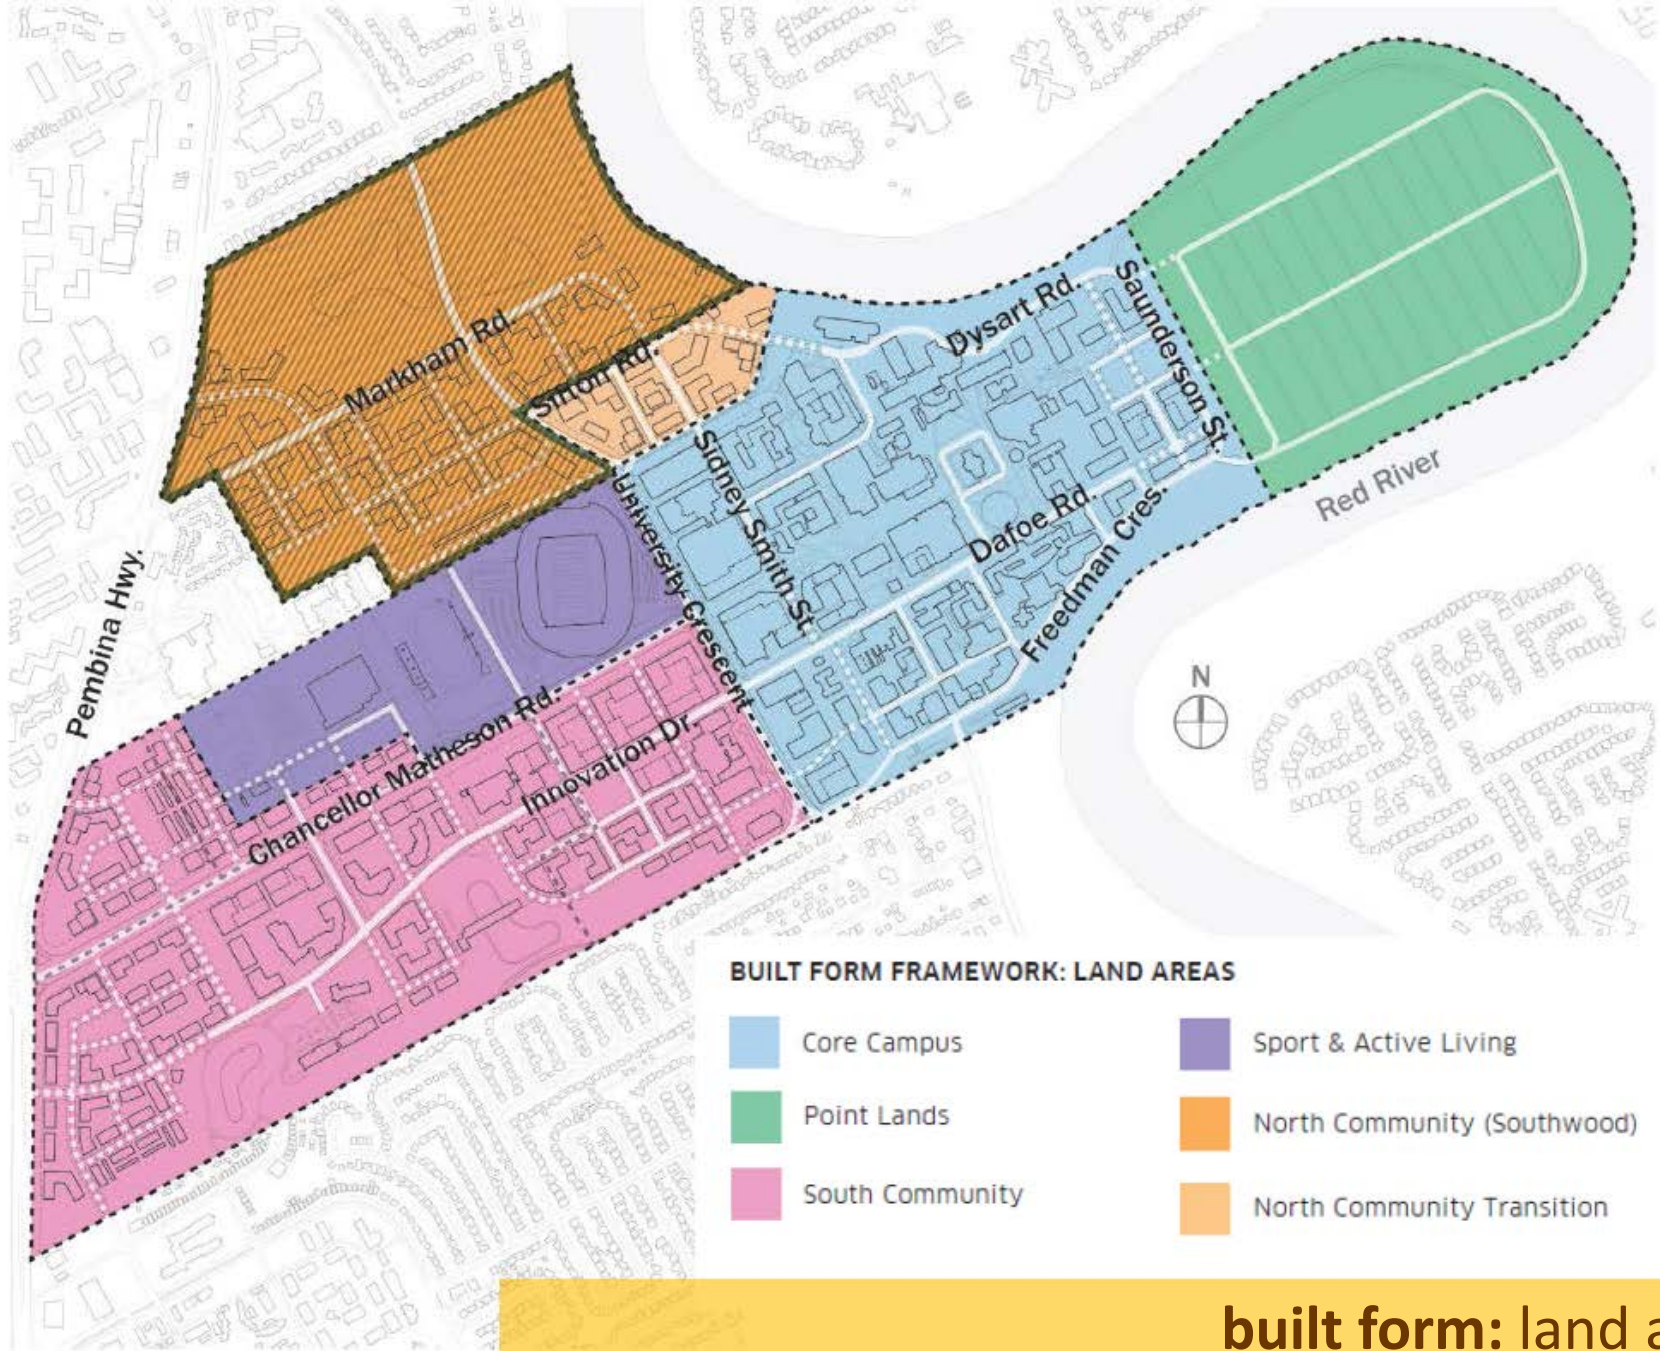 Markham Rd.
Sifton Rd.
Dysart Rd.
Saunderson St.
Sidney Smith St.
University Crescent
Dafoe Rd.
Freedman Cres.
Red River
Pembina Hwy.
Chancellor Matheson Rd.
Innovation Dr.
N
BUILT FORM FRAMEWORK: LAND AREAS
Core Campus
Point Lands
South Community
Sport & Active Living
North Community (Southwood)
North Community Transition
built form: land a